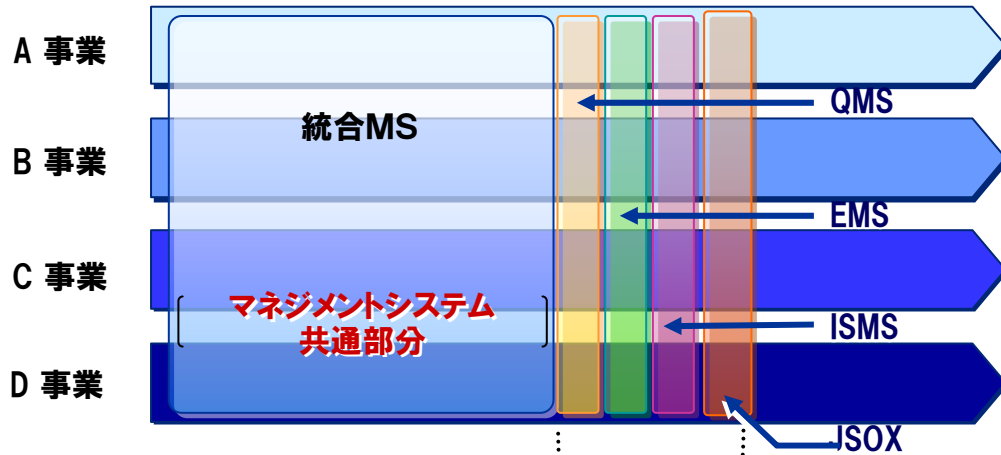 A 事業
QMS
統合MS
B 事業
EMS
C 事業
マネジメントシステム
共通部分
ISMS
D 事業
JSOX